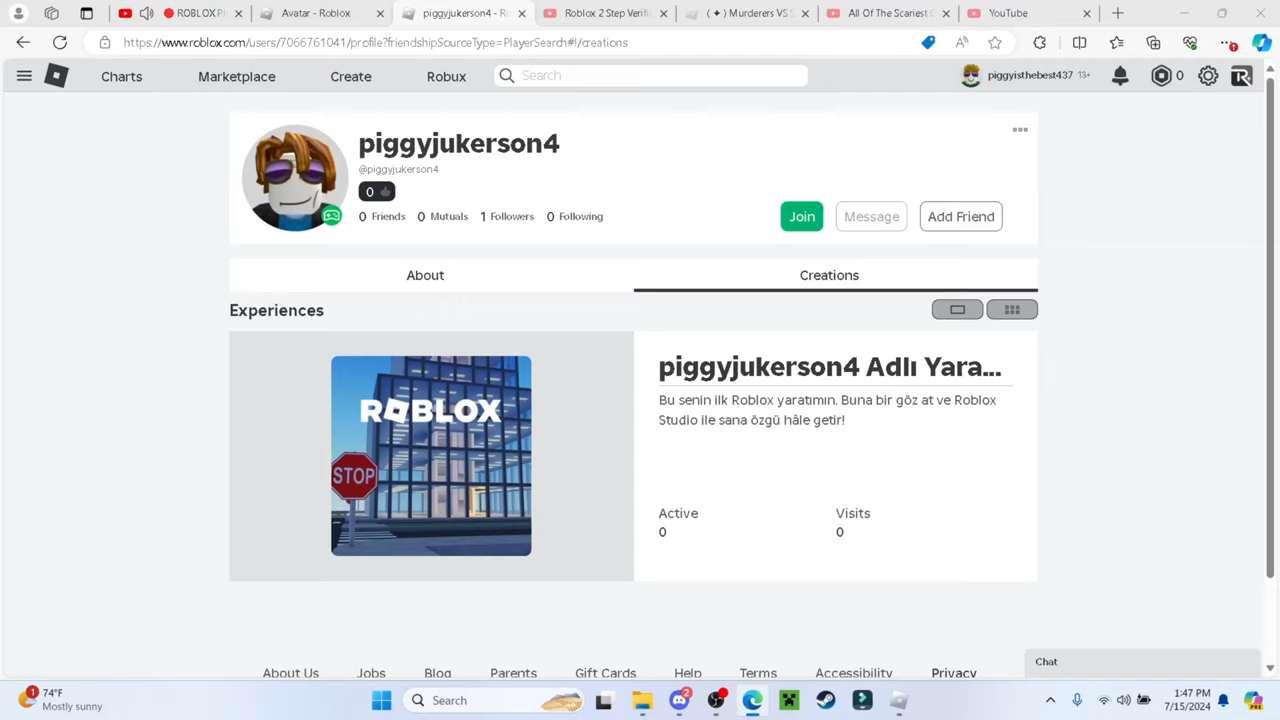 ROBLOX PI
Avatar - Roblox
piggyjukerson4 - Ro
Roblox 2 Step Verifi
( ✦ ) Murderers VS S
All Of The Scariest C
YouTube
https://www.roblox.com/users/7066761041/profile?friendshipSourceType=PlayerSearch#!/creations
Charts
Marketplace
Create
Robux
Search
piggyisthebest437 13+
0
piggyjukerson4
@piggyjukerson4
0
0 Friends 0 Mutuals 1 Followers 0 Following
Join
Message
Add Friend
About
Creations
Experiences
ROBLOX
STOP
piggyjukerson4 Adlı Yara...
Bu senin ilk Roblox yaratımın. Buna bir göz at ve Roblox
Studio ile sana özgü hâle getir!
Active
Visits
0
0
About Us
Jobs
Blog
Parents
Gift Cards
Help
Terms
Accessibility
Privacy
Chat
1
74°F
Mostly sunny
Search
2
1:47 PM
7/15/2024